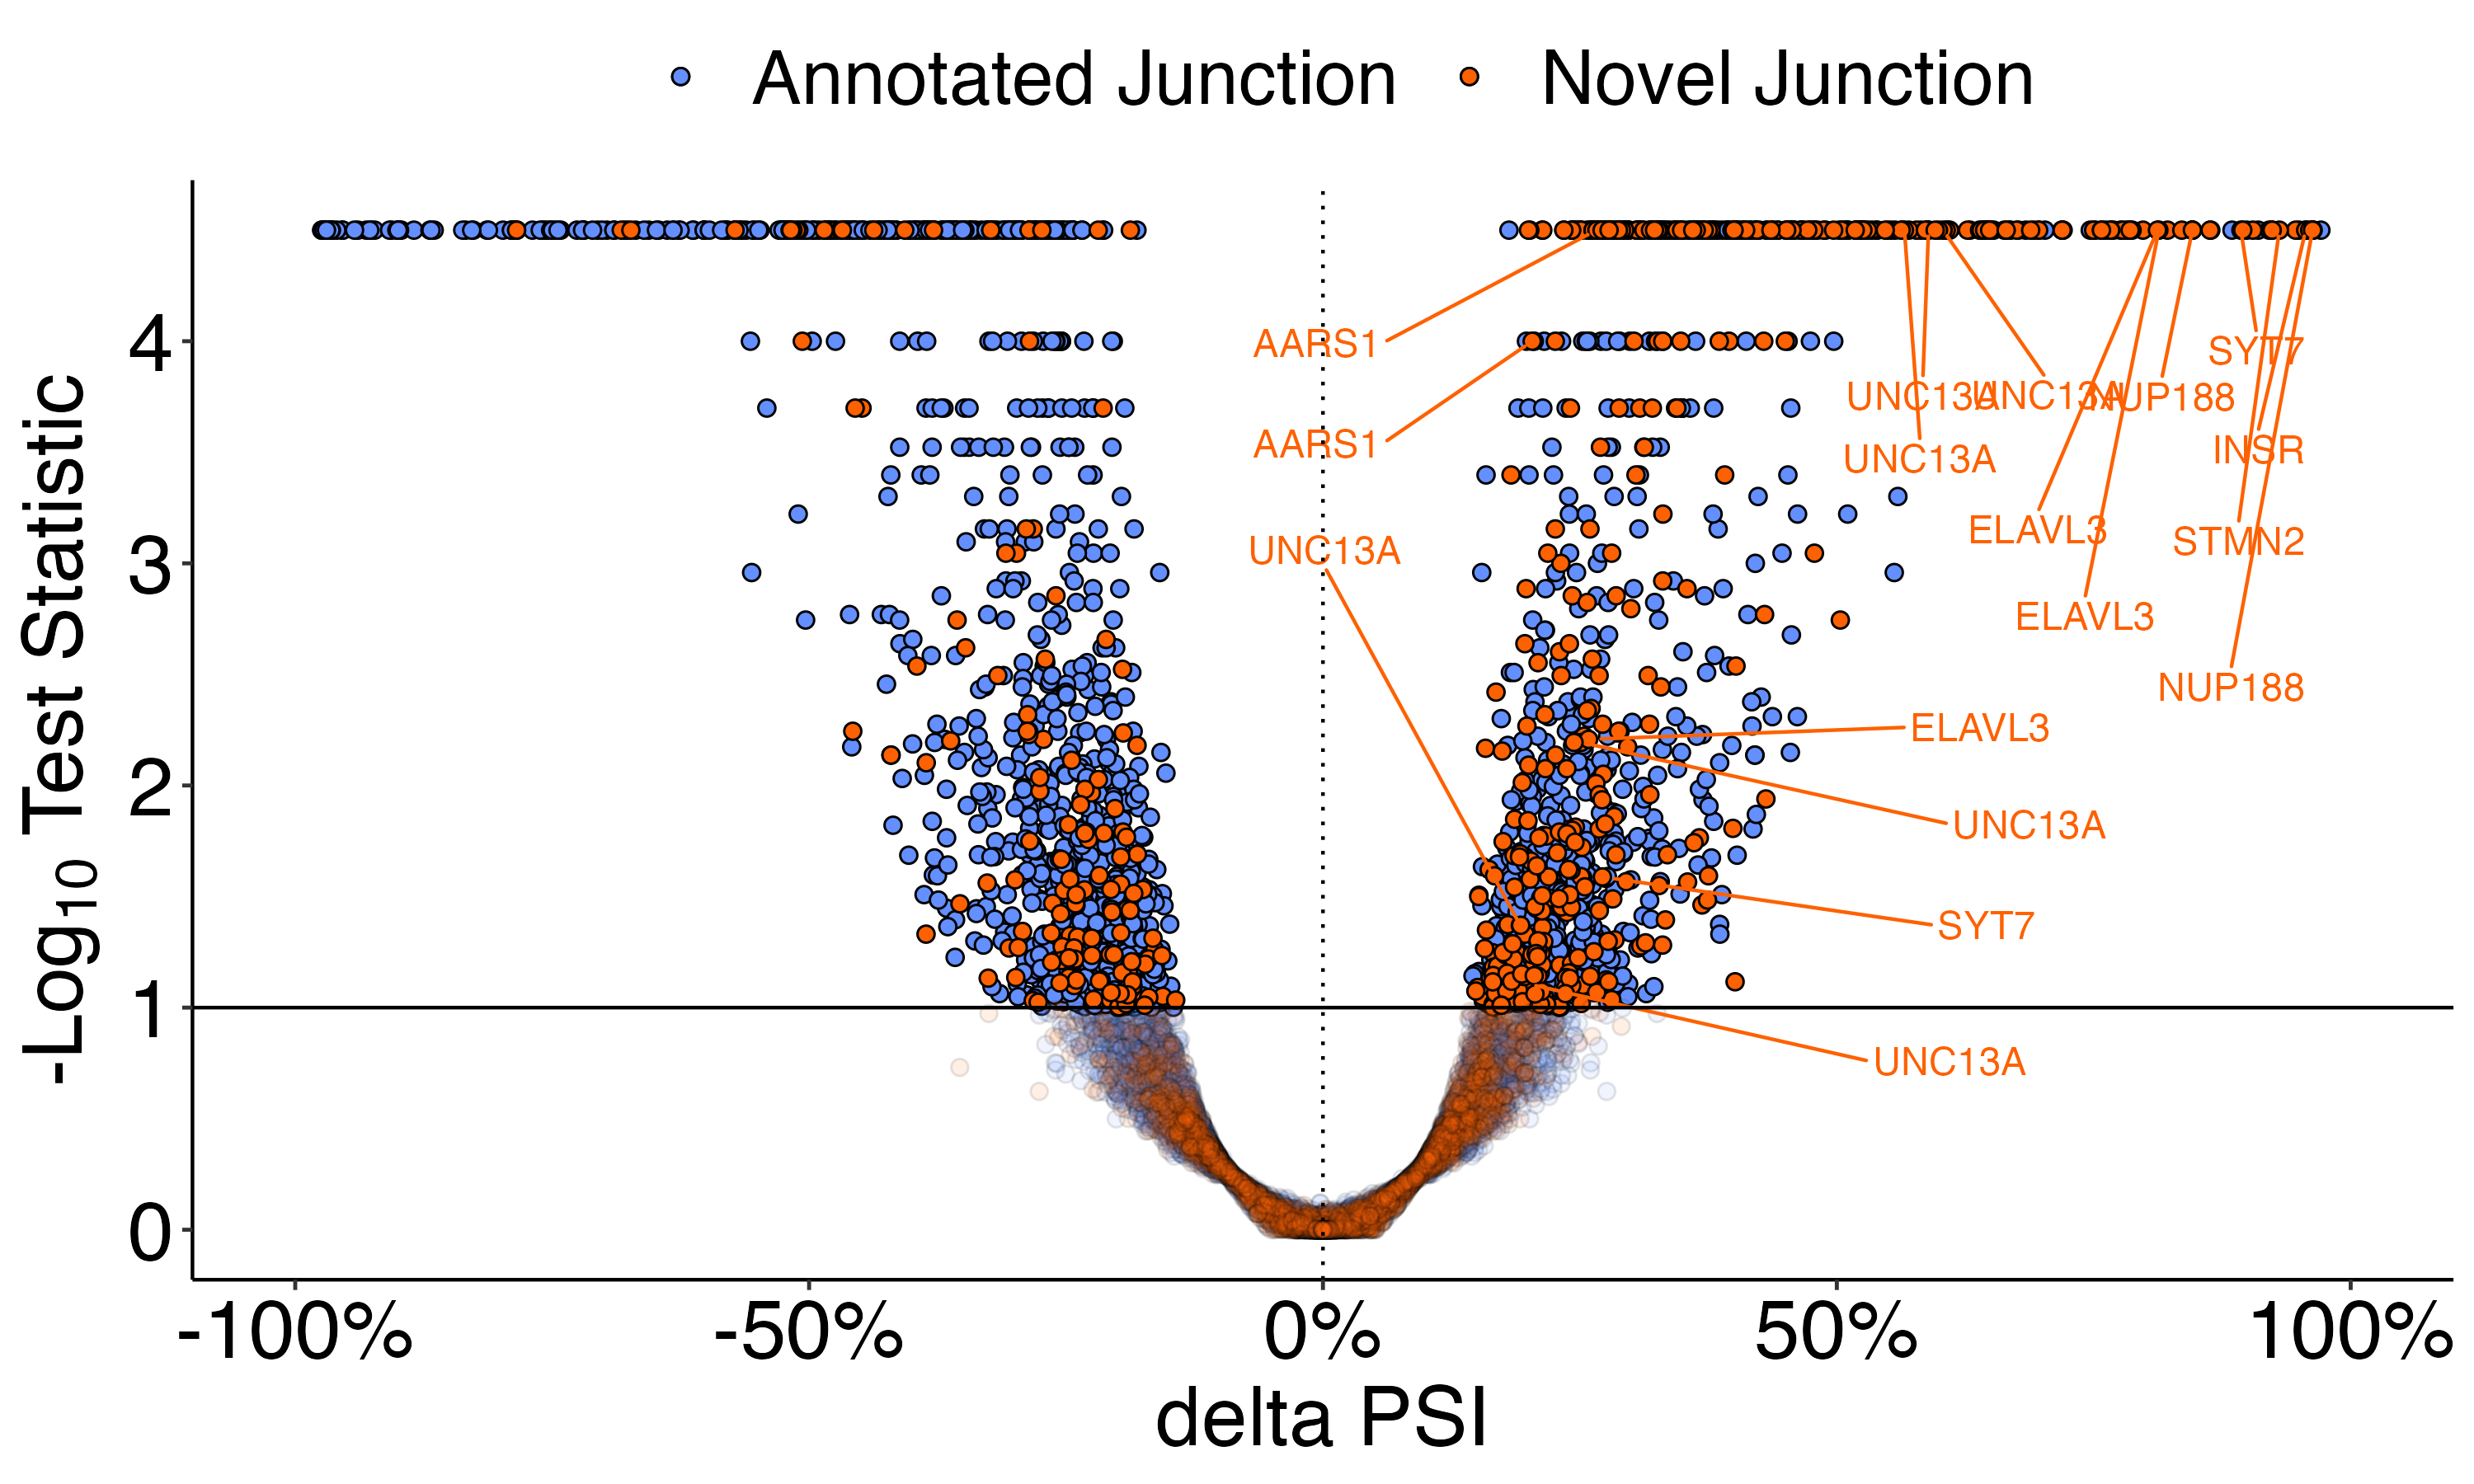 Annotated Junction
Novel Junction
-Log10 Test Statistic
4
3
2
1
0
AARS1
SYT7
UNC13A
UNC13A
NUP188
AARS1
UNC13A
INSR
ELAVL3
STMN2
UNC13A
ELAVL3
NUP188
ELAVL3
UNC13A
SYT7
UNC13A
-100%
-50%
0%
50%
100%
delta PSI